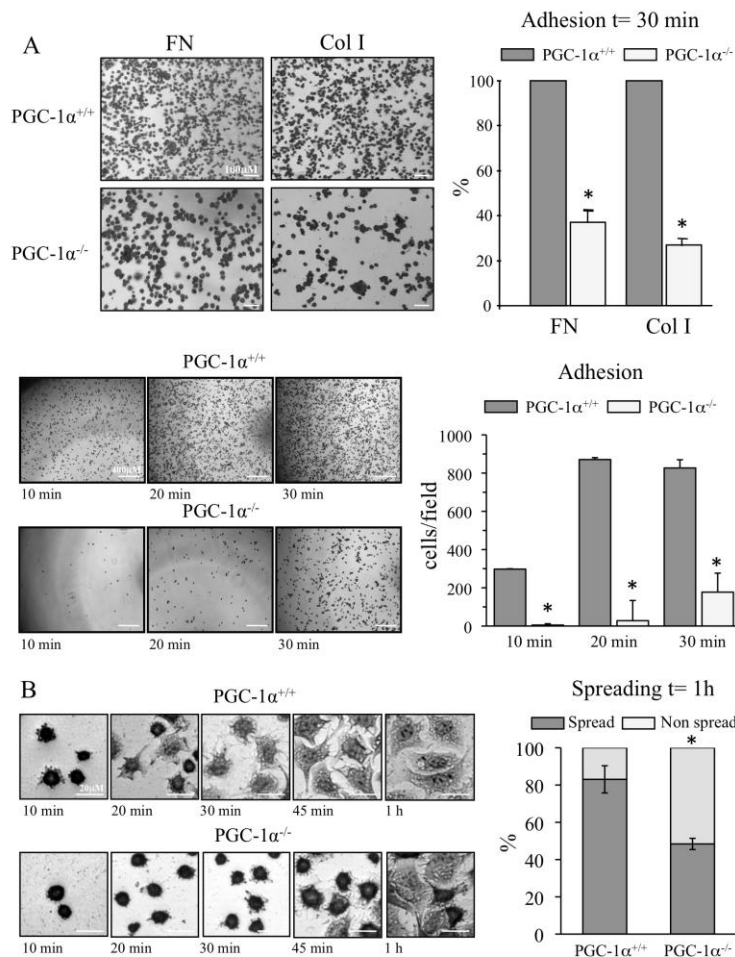 A
FN Col I
PGC-1α+/+
100µM
PGC-1α-/-
Adhesion t= 30 min
PGC-1α+/+ PGC-1α-/-
100
80
60
40
20
0
%
* *
FN Col I
PGC-1α+/+
400µM
10 min 20 min 30 min
PGC-1α-/-
10 min 20 min 30 min
Adhesion
PGC-1α+/+ PGC-1α-/-
1000
800
600
400
200
0
cells/field
* * *
10 min 20 min 30 min
B
PGC-1α+/+
20µM
10 min 20 min 30 min 45 min 1 h
PGC-1α-/-
10 min 20 min 30 min 45 min 1 h
Spreading t= 1h
Spread Non spread
*
100
80
60
40
20
0
%
PGC-1α+/+ PGC-1α-/-